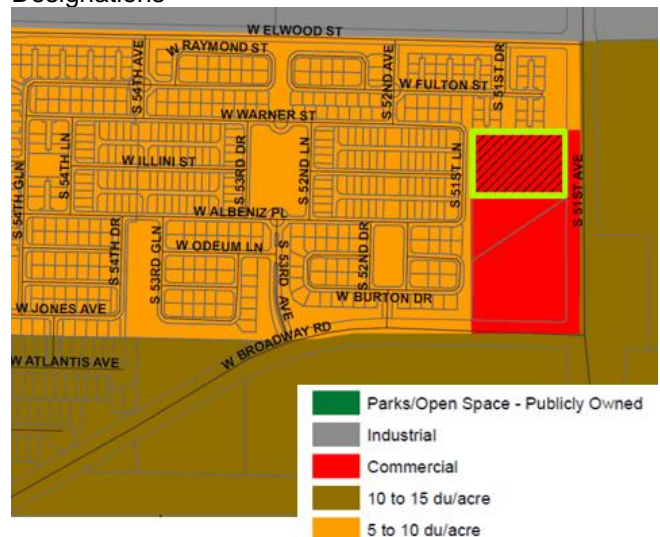 Designations
W ELWOOD ST
W RAYMOND ST
S 54TH AVE
S 52ND AVE
S 51ST DR
W FULTON ST
W WARNER ST
W ILLINI ST
S 54TH LN
S 53RD DR
S 52ND LN
S 51ST LN
S 51ST AVE
S 54TH GLN
W ALBENIZ PL
W ODEUM LN
S 54TH DR
S 53RD GLN
S 53RD AVE
S 52ND DR
W BURTON DR
W JONES AVE
W BROADWAY RD
W ATLANTIS AVE
Parks/Open Space - Publicly Owned
Industrial
Commercial
10 to 15 du/acre
5 to 10 du/acre